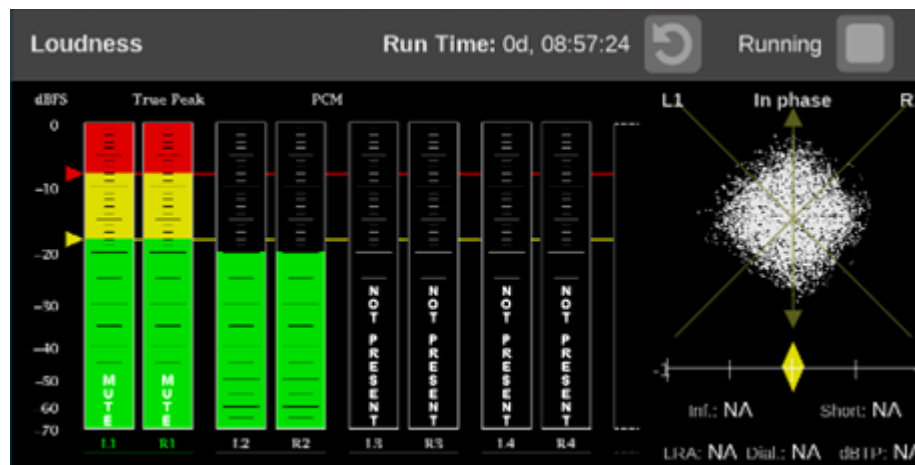 Loudness
Run Time: 0d, 08:57:24
Running
dBFS True Peak PCM
0
-10
-20
-30
-40
-50
-60
-70
MUTE
MUTE
NOT PRESENT
NOT PRESENT
NOT PRESENT
NOT PRESENT
L1 R1 L2 R2 L3 R3 L4 R4
L1 In phase R
-1
Inf.: NA Short: NA
LRA: NA Dial.: NA dBTP: NA